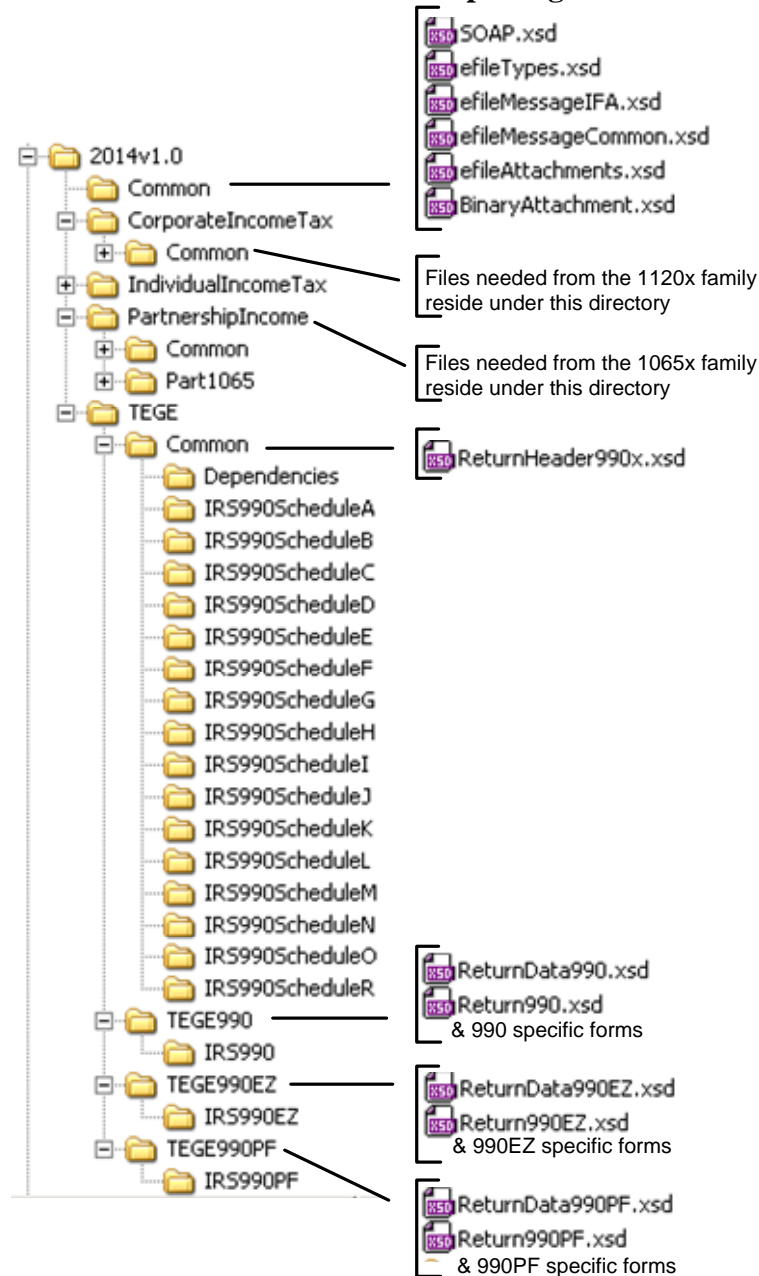 SOAP.xsd
efileTypes.xsd
efileMessageIFA.xsd
efileMessageCommon.xsd
efileAttachments.xsd
BinaryAttachment.xsd
2014v1.0
Common
CorporateIncomeTax
Common
Files needed from the 1120x family
reside under this directory
IndividualIncomeTax
PartnershipIncome
Common
Files needed from the 1065x family
reside under this directory
Part1065
TEGE
Common
ReturnHeader990x.xsd
Dependencies
IRS990ScheduleA
IRS990ScheduleB
IRS990ScheduleC
IRS990ScheduleD
IRS990ScheduleE
IRS990ScheduleF
IRS990ScheduleG
IRS990ScheduleH
IRS990ScheduleI
IRS990ScheduleJ
IRS990ScheduleK
IRS990ScheduleL
IRS990ScheduleM
IRS990ScheduleN
IRS990ScheduleO
IRS990ScheduleR
ReturnData990.xsd
Return990.xsd
& 990 specific forms
TEGE990
IRS990
TEGE990EZ
IRS990EZ
ReturnData990EZ.xsd
Return990EZ.xsd
& 990EZ specific forms
TEGE990PF
IRS990PF
ReturnData990PF.xsd
Return990PF.xsd
& 990PF specific forms